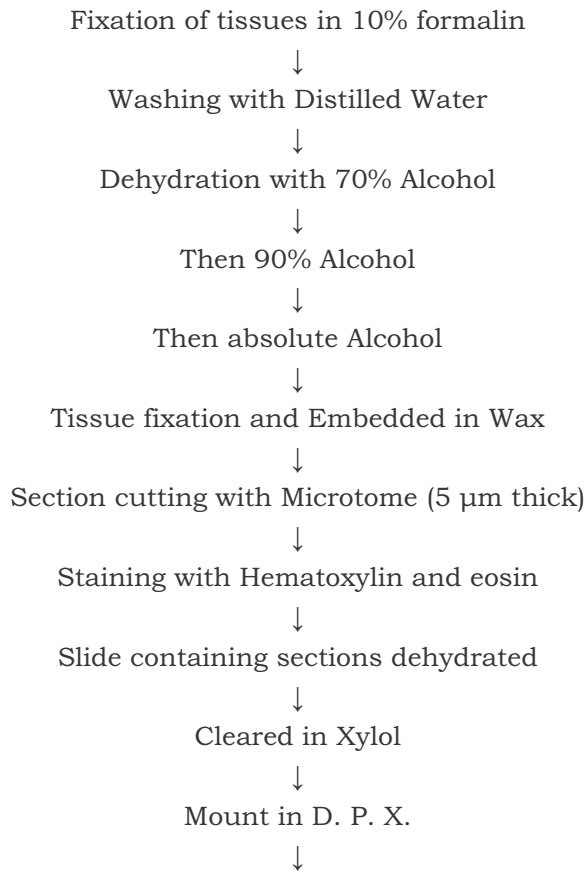 Fixation of tissues in 10% formalin
↓
Washing with Distilled Water
↓
Dehydration with 70% Alcohol
↓
Then 90% Alcohol
↓
Then absolute Alcohol
↓
Tissue fixation and Embedded in Wax
↓
Section cutting with Microtome (5 µm thick)
↓
Staining with Hematoxylin and eosin
↓
Slide containing sections dehydrated
↓
Cleared in Xylol
↓
Mount in D. P. X.
↓